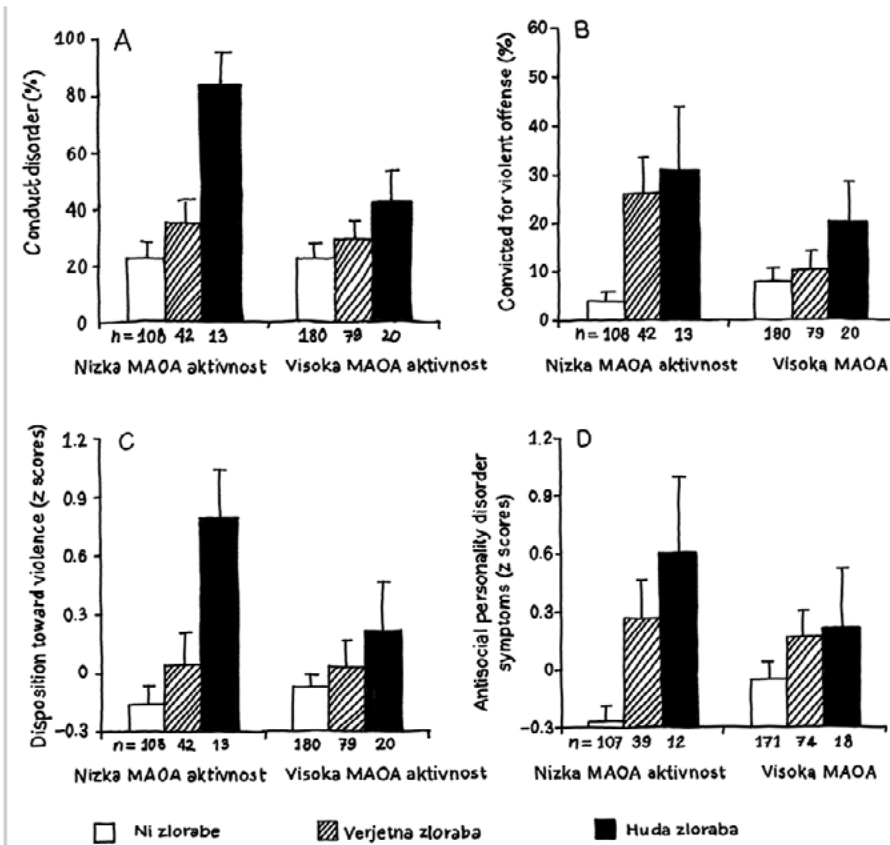 A
Conduct disorder (%)
100
80
60
40
20
0
n = 108 42 13 180 79 20
Nizka MAOA aktivnost Visoka MAOA aktivnost
B
Convicted for violent offense (%)
60
50
40
30
20
10
0
n = 108 42 13 180 79 20
Nizka MAOA aktivnost Visoka MAOA
C
Disposition toward violence (z scores)
1.2
0.9
0.6
0.3
0
-0.3
n = 108 42 13 180 79 20
Nizka MAOA aktivnost Visoka MAOA aktivnost
D
Antisocial personality disorder
symptoms (z scores)
1.2
0.9
0.6
0.3
0
-0.3
n = 107 39 12 171 74 18
Nizka MAOA aktivnost Visoka MAOA
Ni zlorabe Verjetna zloraba Huda zloraba